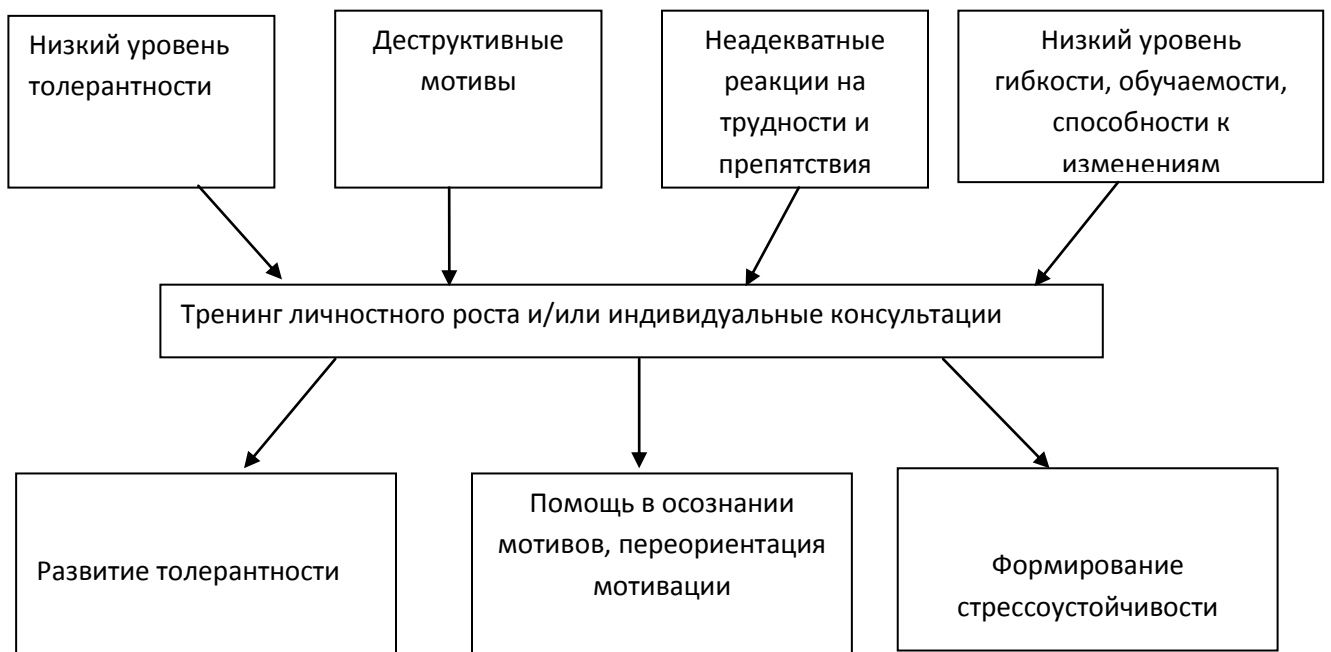 Низкий уровень
толерантности
Деструктивные
мотивы
Неадекватные
реакции на
трудности и
препятствия
Низкий уровень
гибкости, обучаемости,
способности к
изменениям
Тренинг личностного роста и/или индивидуальные консультации
Развитие толерантности
Помощь в осознании
мотивов, переориентация
мотивации
Формирование
стрессоустойчивости